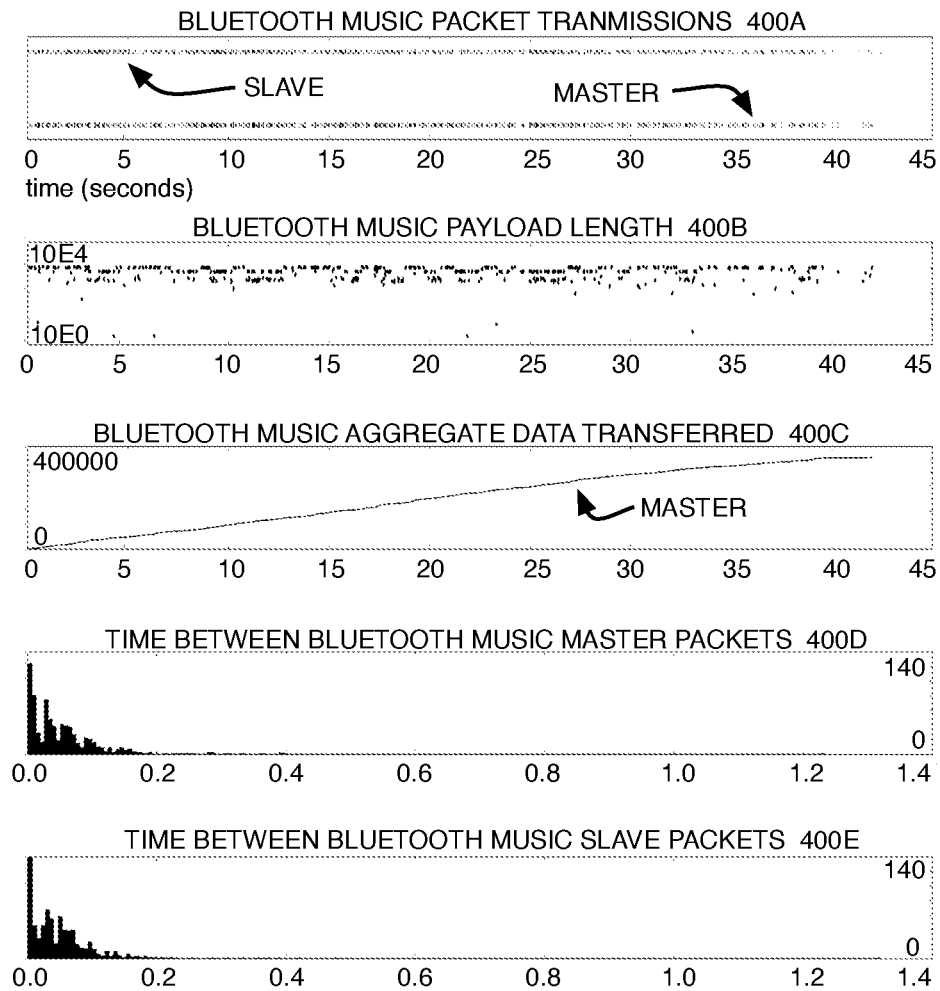 BLUETOOTH MUSIC PACKET TRANMISSIONS 400A
SLAVE
MASTER
0 5 10 15 20 25 30 35 40 45
time (seconds)
BLUETOOTH MUSIC PAYLOAD LENGTH 400B
10E4
10E0
0 5 10 15 20 25 30 35 40 45
BLUETOOTH MUSIC AGGREGATE DATA TRANSFERRED 400C
400000
MASTER
0
0 5 10 15 20 25 30 35 40 45
TIME BETWEEN BLUETOOTH MUSIC MASTER PACKETS 400D
140
0
0.0 0.2 0.4 0.6 0.8 1.0 1.2 1.4
TIME BETWEEN BLUETOOTH MUSIC SLAVE PACKETS 400E
140
0
0.0 0.2 0.4 0.6 0.8 1.0 1.2 1.4